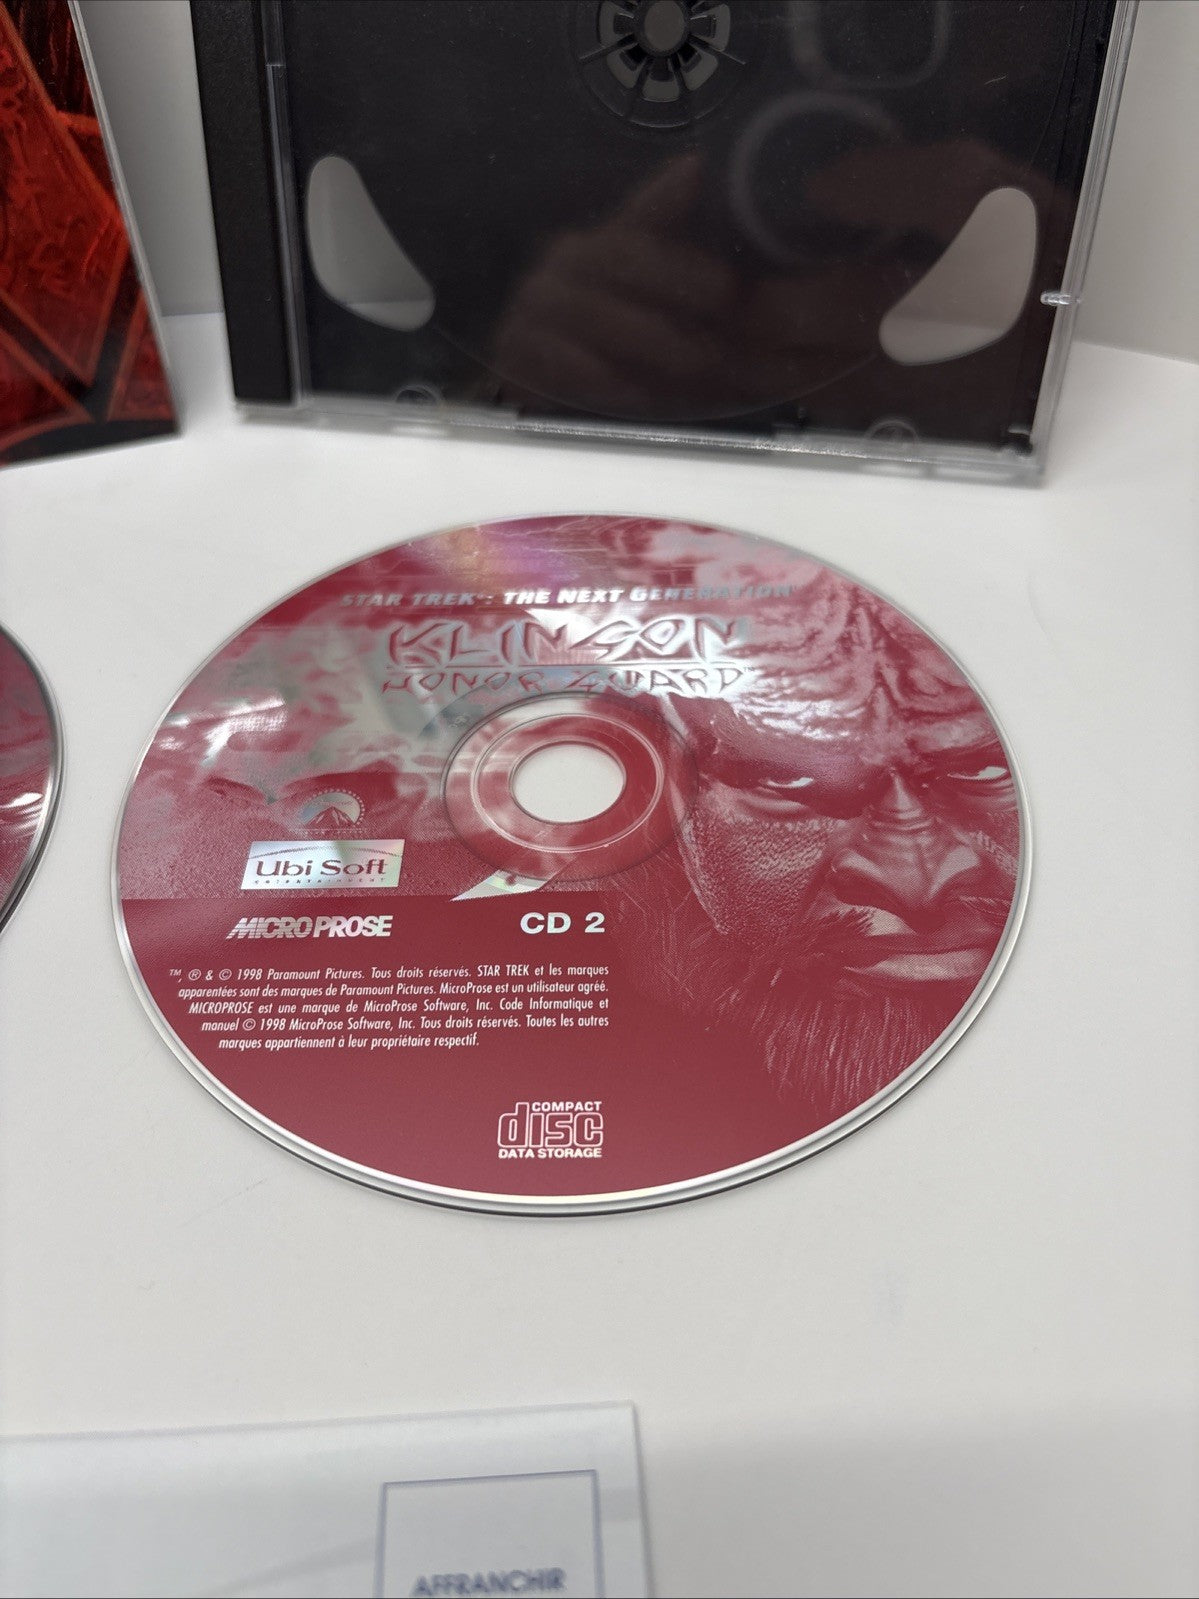 STAR TREK® : THE NEXT GENERATION®
KLINGON
HONOR GUARD™
Ubi Soft
ENTERTAINMENT
MICROPROSE
CD 2
™, ® & © 1998 Paramount Pictures. Tous droits réservés. STAR TREK et les marques
apparentées sont des marques de Paramount Pictures. MicroProse est un utilisateur agréé.
MICROPROSE est une marque de MicroProse Software, Inc. Code Informatique et
manuel © 1998 MicroProse Software, Inc. Tous droits réservés. Toutes les autres
marques appartiennent à leur propriétaire respectif.
COMPACT
disc
DATA STORAGE
AFFRANCHIR